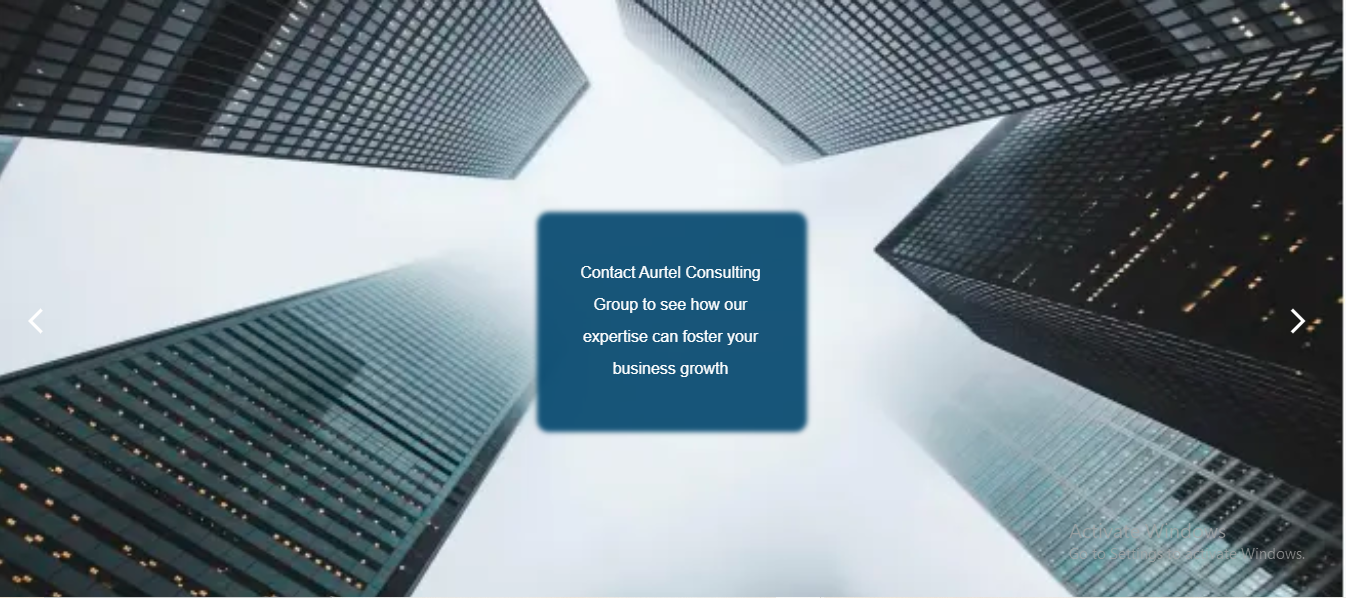 Contact Aurtel Consulting
Group to see how our
expertise can foster your
business growth
Activate Windows
Go to Settings to activate Windows.